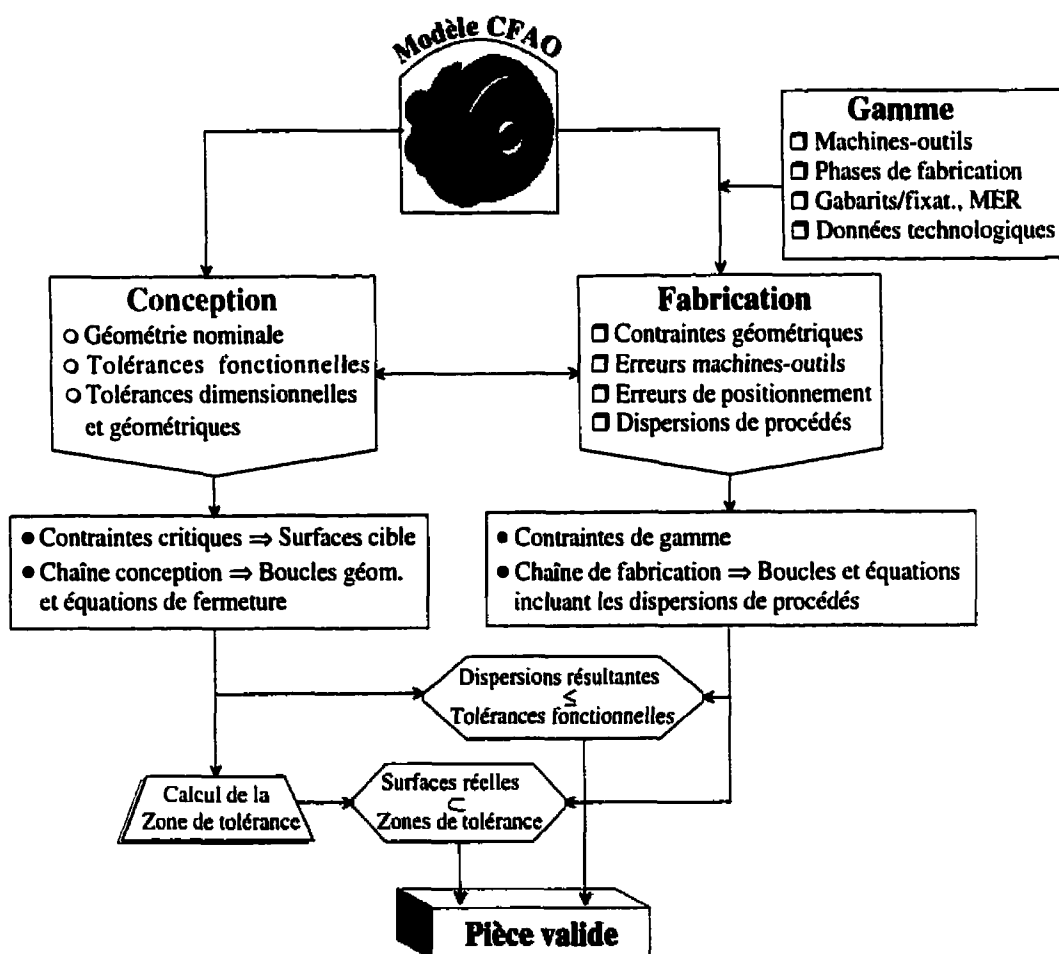 Modèle CFAO
Gamme
Machines-outils
Phases de fabrication
Gabarits/fixat., MER
Données technologiques
Conception
Géométrie nominale
Tolérances fonctionnelles
Tolérances dimensionnelles
et géométriques
Fabrication
Contraintes géométriques
Erreurs machines-outils
Erreurs de positionnement
Dispersions de procédés
• Contraintes critiques ⇒ Surfaces cible
• Chaîne conception ⇒ Boucles géom.
et équations de fermeture
• Contraintes de gamme
• Chaîne de fabrication ⇒ Boucles et équations
incluant les dispersions de procédés
Dispersions résultantes
≤
Tolérances fonctionnelles
Calcul de la
Zone de tolérance
Surfaces réelles
⊂
Zones de tolérance
Pièce valide